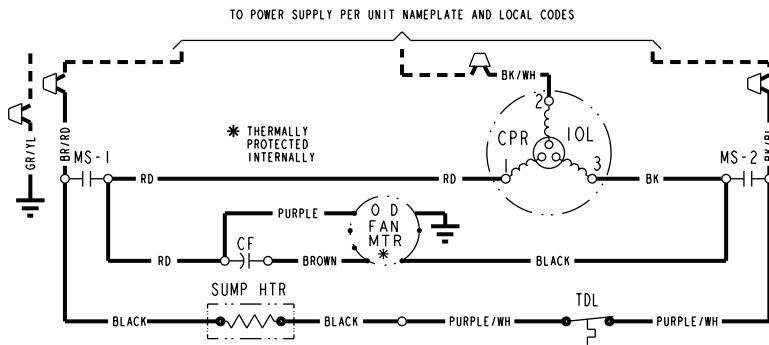 TO POWER SUPPLY PER UNIT NAMEPLATE AND LOCAL CODES
BK/WH
GR/YL
BR/RD
MS-1
* THERMALLY
PROTECTED
INTERNALLY
2
CPR
IOL
1
3
MS-2
BK/BL
RD
RD
BK
PURPLE
O D
FAN
MTR
*
CF
RD
BROWN
BLACK
SUMP HTR
TDL
BLACK
BLACK
PURPLE/WH
PURPLE/WH